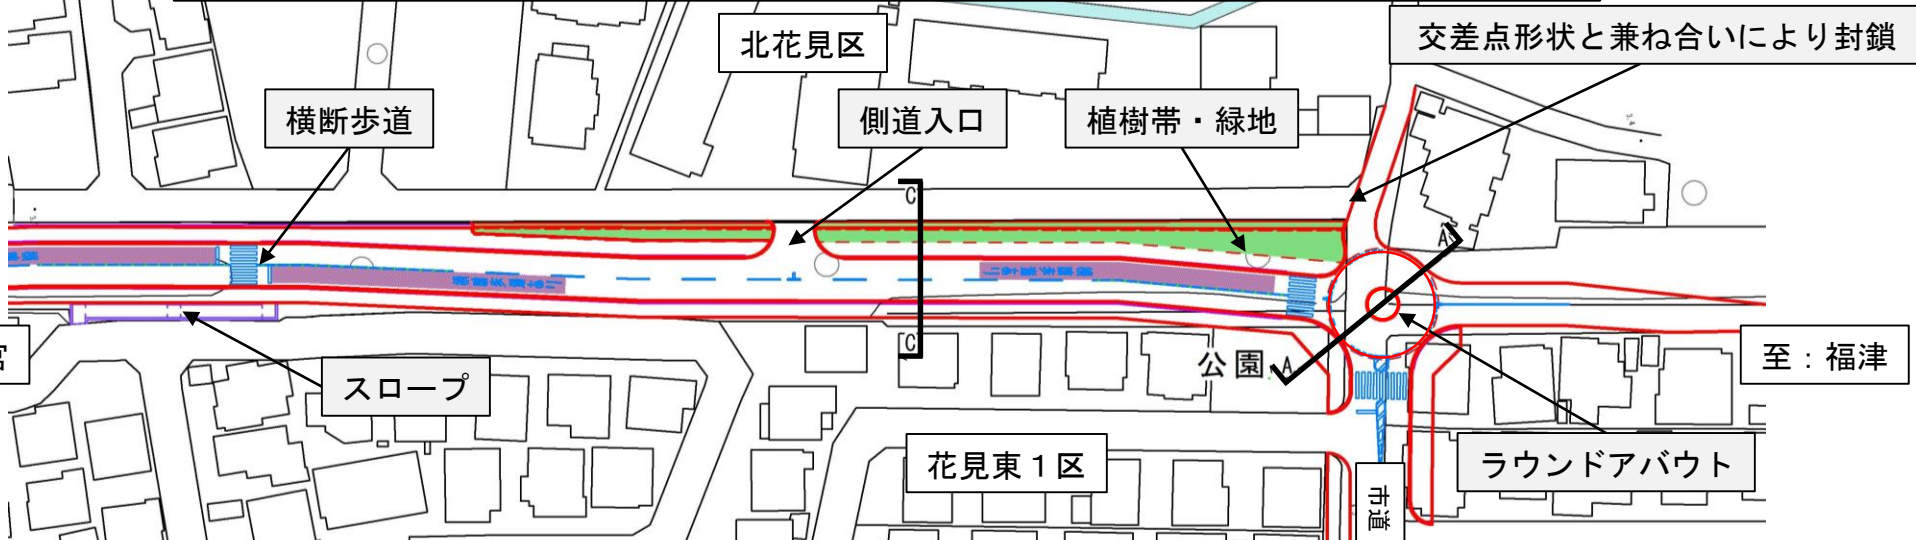 交差点形状と兼ね合いにより封鎖
北花見区
横断歩道
側道入口
植樹帯・緑地
C
A
C
公園
A
至：福津
宮
スロープ
花見東１区
ラウンドアバウト
市道